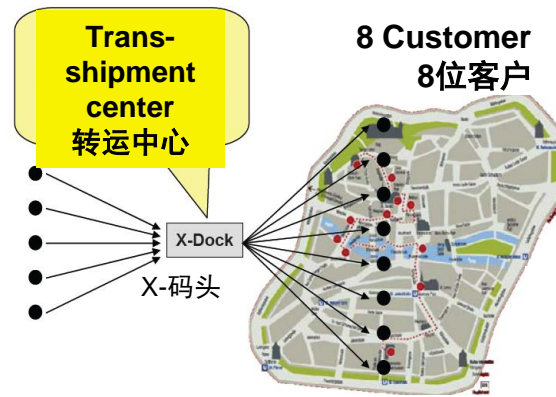 Trans-
shipment
center
转运中心
8 Customer
8位客户
X-Dock
X-码头